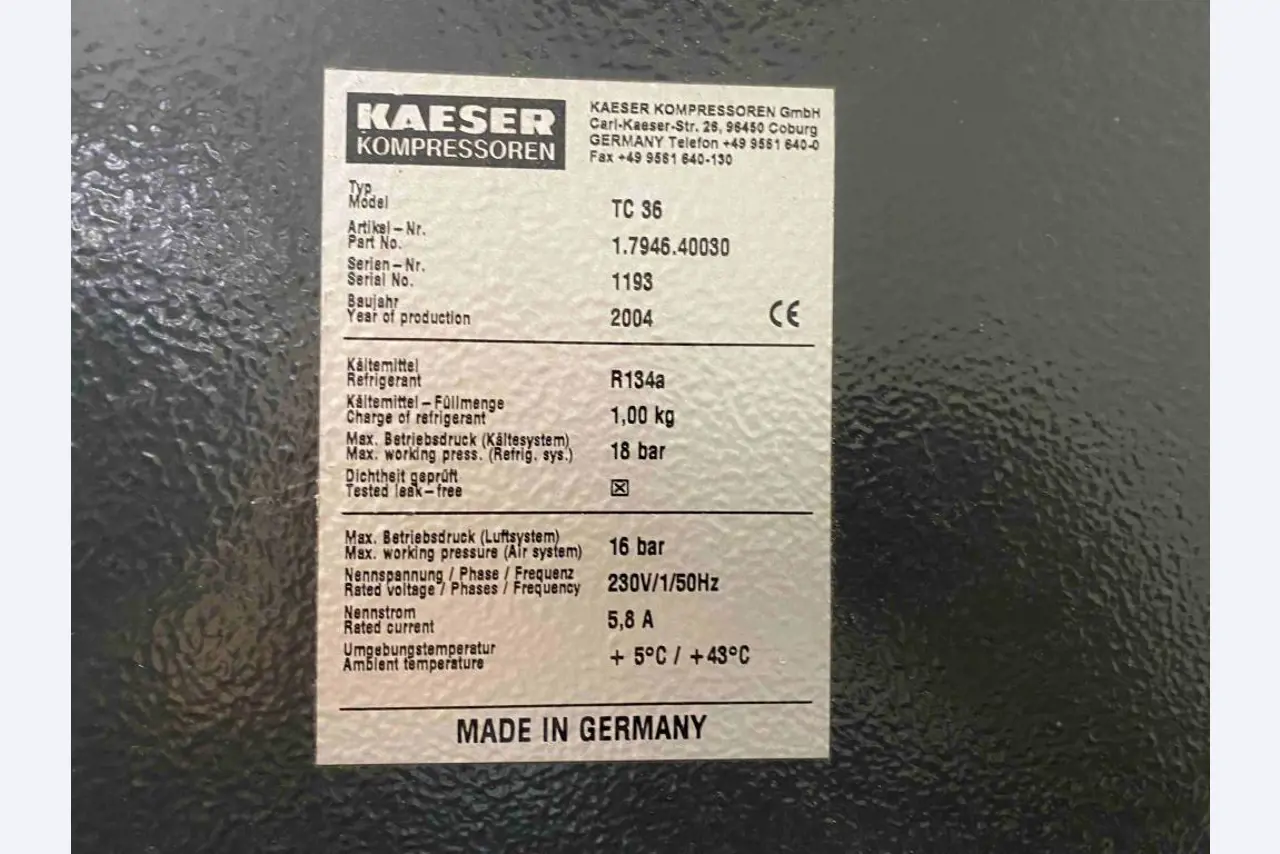 KAESER
KOMPRESSOREN
KAESER KOMPRESSOREN GmbH
Carl-Kaeser-Str. 26, 96450 Coburg
GERMANY Telefon +49 9561 640-0
Fax +49 9561 640-130
Typ
Model TC 36
Artikel – Nr.
Part No. 1.7946.40030
Serien – Nr.
Serial No. 1193
Baujahr
Year of production 2004 CE
Kältemittel
Refrigerant R134a
Kältemittel – Füllmenge
Charge of refrigerant 1,00 kg
Max. Betriebsdruck (Kältesystem)
Max. working press. (Refrig. sys.) 18 bar
Dichtheit geprüft
Tested leak – free ☒
Max. Betriebsdruck (Luftsystem)
Max. working pressure (Air system) 16 bar
Nennspannung / Phase / Frequenz
Rated voltage / Phases / Frequency 230V/1/50Hz
Nennstrom
Rated current 5,8 A
Umgebungstemperatur
Ambient temperature + 5°C / +43°C
MADE IN GERMANY